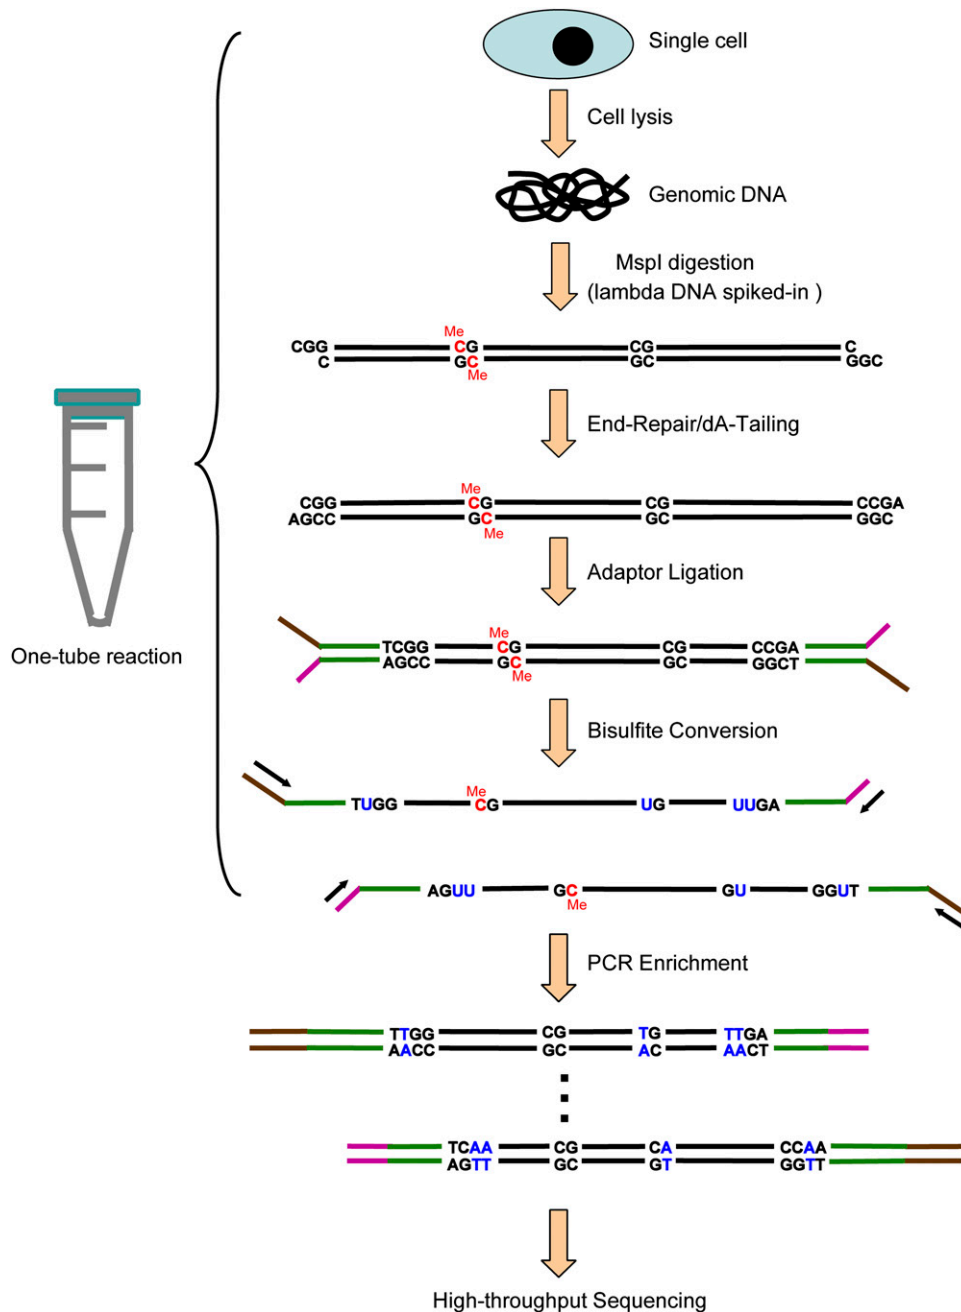 Single cell
Cell lysis
Genomic DNA
MspI digestion
(lambda DNA spiked-in )
Me
CGG CG CG C
C GC GC GGC
Me
End-Repair/dA-Tailing
Me
CGG CG CG CCGA
AGCC GC GC GGC
Me
Adaptor Ligation
One-tube reaction
Me
TCGG CG CG CCGA
AGCC GC GC GGCT
Me
Bisulfite Conversion
Me
TUGG CG UG UUGA
AGUU GC GU GGUT
Me
PCR Enrichment
TTGG CG TG TTGA
AACC GC AC AACT
TCAA CG CA CCAA
AGTT GC GT GGTT
High-throughput Sequencing